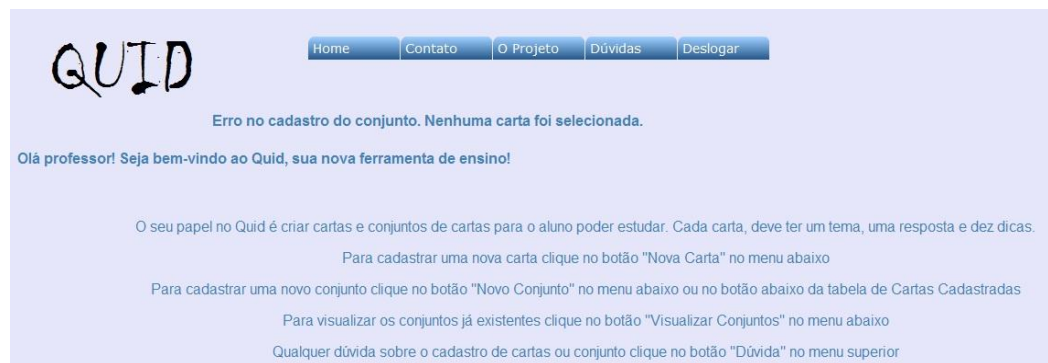 QUID
Home Contato O Projeto Dúvidas Deslogar
Erro no cadastro do conjunto. Nenhuma carta foi selecionada.
Olá professor! Seja bem-vindo ao Quid, sua nova ferramenta de ensino!
O seu papel no Quid é criar cartas e conjuntos de cartas para o aluno poder estudar. Cada carta, deve ter um tema, uma resposta e dez dicas.
Para cadastrar uma nova carta clique no botão "Nova Carta" no menu abaixo
Para cadastrar uma novo conjunto clique no botão "Novo Conjunto" no menu abaixo ou no botão abaixo da tabela de Cartas Cadastradas
Para visualizar os conjuntos já existentes clique no botão "Visualizar Conjuntos" no menu abaixo
Qualquer dúvida sobre o cadastro de cartas ou conjunto clique no botão "Dúvida" no menu superior